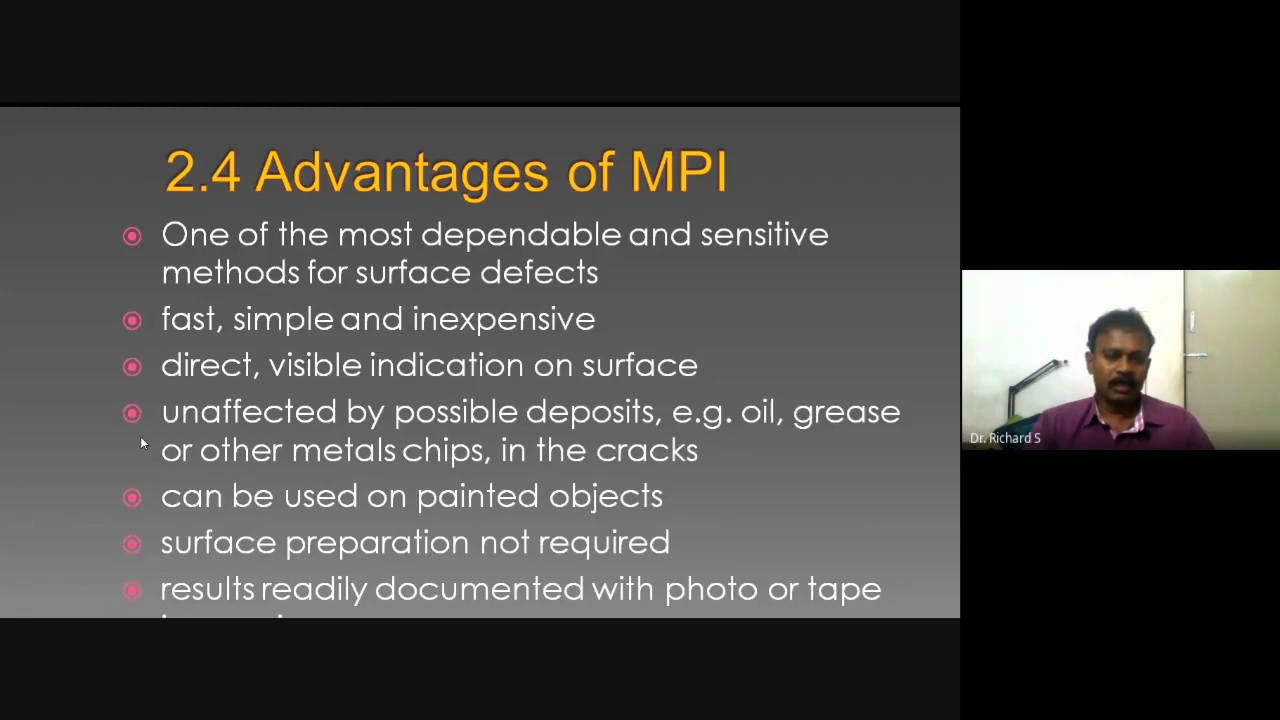 2.4 Advantages of MPI
One of the most dependable and sensitive
methods for surface defects
fast, simple and inexpensive
direct, visible indication on surface
unaffected by possible deposits, e.g. oil, grease
or other metals chips, in the cracks
can be used on painted objects
surface preparation not required
results readily documented with photo or tape
Dr. Richard S